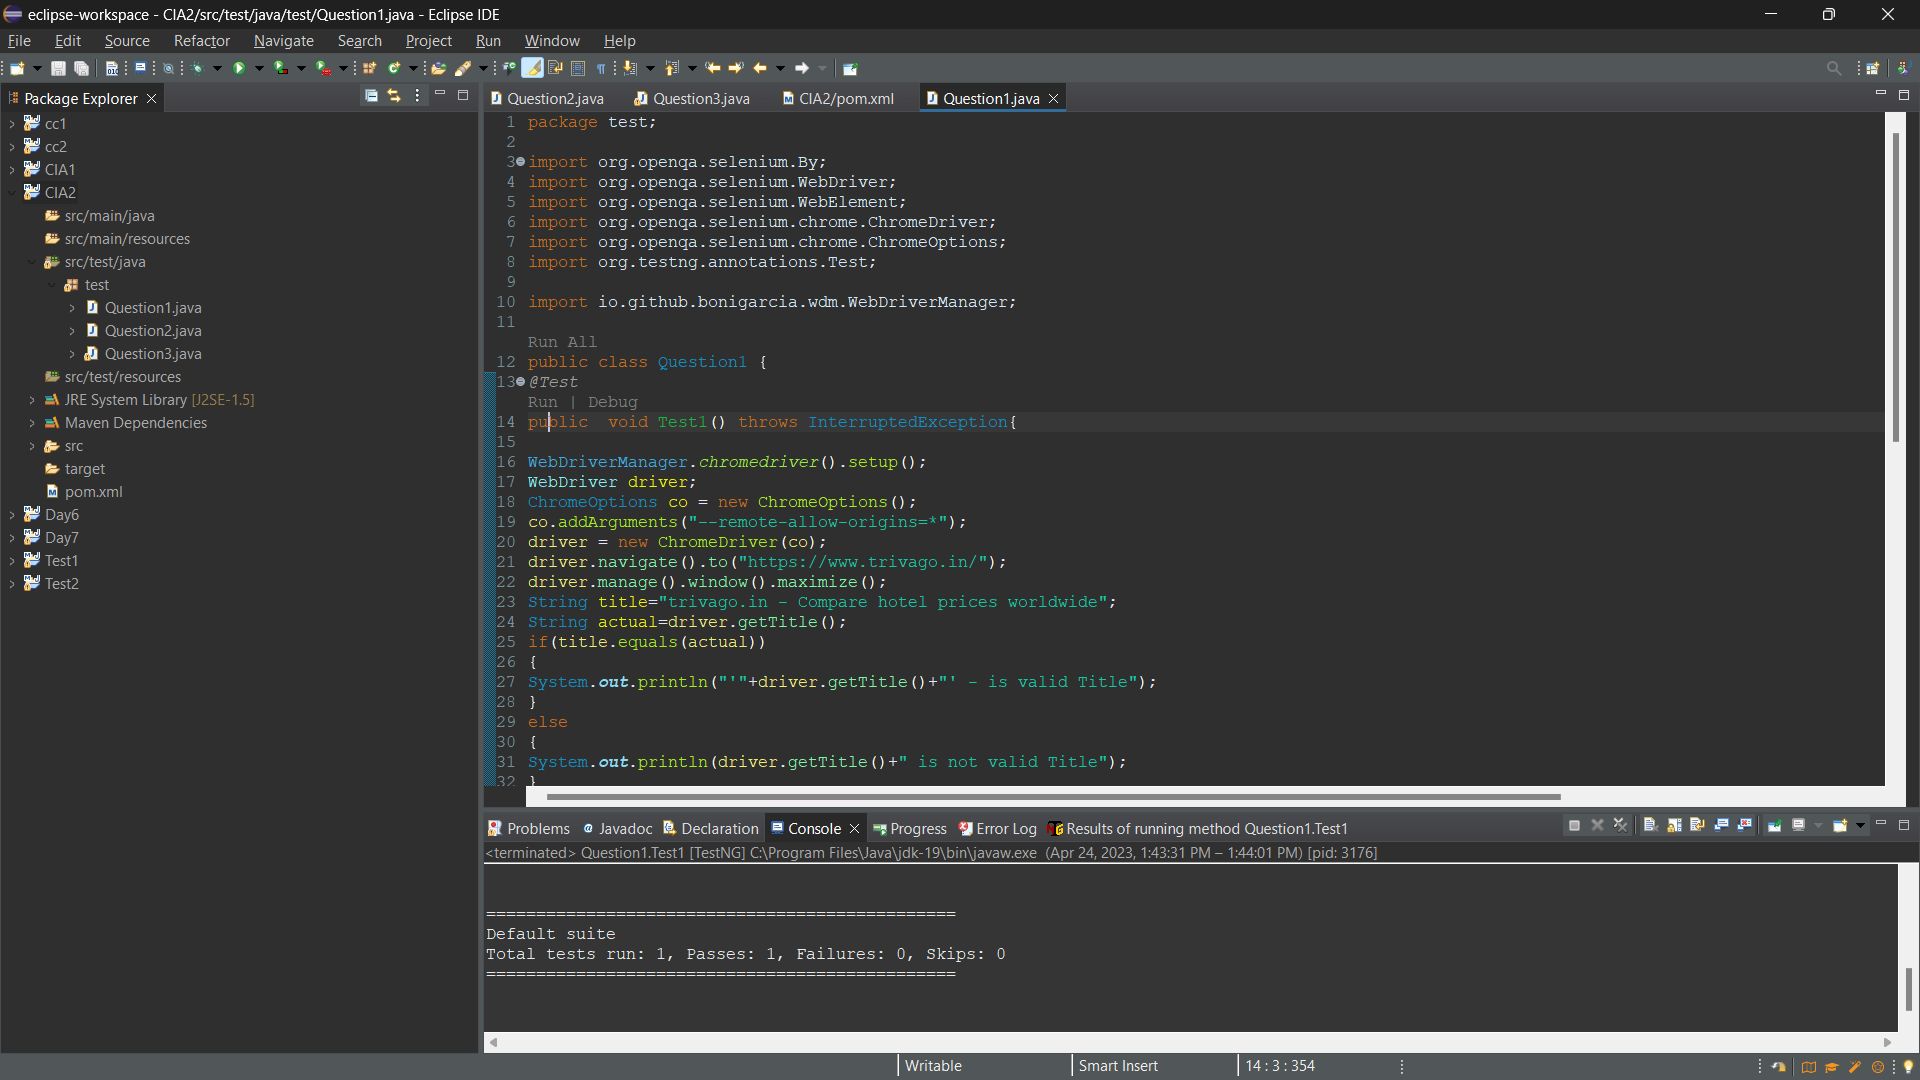 eclipse-workspace - CIA2/src/test/java/test/Question1.java - Eclipse IDE
File Edit Source Refactor Navigate Search Project Run Window Help
Package Explorer
cc1
cc2
CIA1
CIA2
src/main/java
src/main/resources
src/test/java
test
Question1.java
Question2.java
Question3.java
src/test/resources
JRE System Library [J2SE-1.5]
Maven Dependencies
src
target
pom.xml
Day6
Day7
Test1
Test2
Question2.java Question3.java CIA2/pom.xml Question1.java
1 package test;
2
3 import org.openqa.selenium.By;
4 import org.openqa.selenium.WebDriver;
5 import org.openqa.selenium.WebElement;
6 import org.openqa.selenium.chrome.ChromeDriver;
7 import org.openqa.selenium.chrome.ChromeOptions;
8 import org.testng.annotations.Test;
9
10 import io.github.bonigarcia.wdm.WebDriverManager;
11
Run All
12 public class Question1 {
13 @Test
Run | Debug
14 public  void Test1() throws InterruptedException{
15
16 WebDriverManager.chromedriver().setup();
17 WebDriver driver;
18 ChromeOptions co = new ChromeOptions();
19 co.addArguments("--remote-allow-origins=*");
20 driver = new ChromeDriver(co);
21 driver.navigate().to("https://www.trivago.in/");
22 driver.manage().window().maximize();
23 String title="trivago.in - Compare hotel prices worldwide";
24 String actual=driver.getTitle();
25 if(title.equals(actual))
26 {
27 System.out.println("'"+driver.getTitle()+"' - is valid Title");
28 }
29 else
30 {
31 System.out.println(driver.getTitle()+" is not valid Title");
32 }
Problems Javadoc Declaration Console Progress Error Log Results of running method Question1.Test1
<terminated> Question1.Test1 [TestNG] C:\Program Files\Java\jdk-19\bin\javaw.exe (Apr 24, 2023, 1:43:31 PM – 1:44:01 PM) [pid: 3176]
===============================================
Default suite
Total tests run: 1, Passes: 1, Failures: 0, Skips: 0
===============================================
Writable Smart Insert 14 : 3 : 354